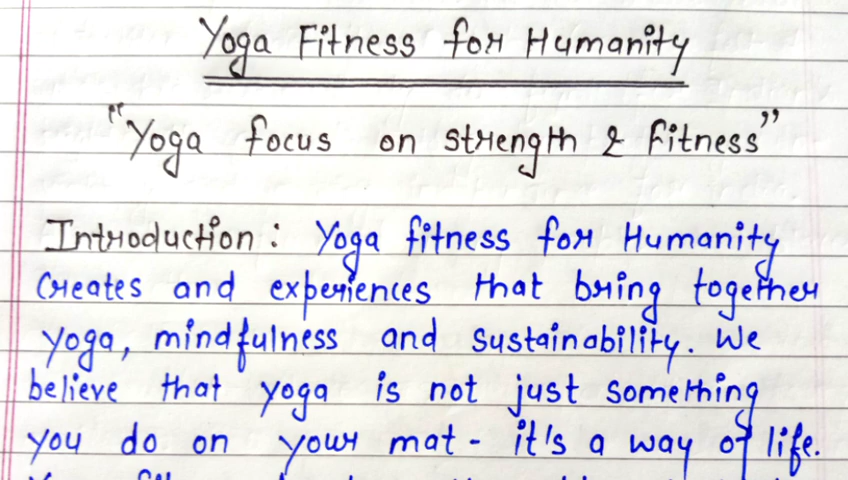 Yoga Fitness for Humanity
"Yoga focus on strength & fitness"
Introduction: Yoga fitness for Humanity
creates and experiences that bring together
yoga, mindfulness and sustainability. We
believe that yoga is not just something
you do on your mat - it's a way of life.